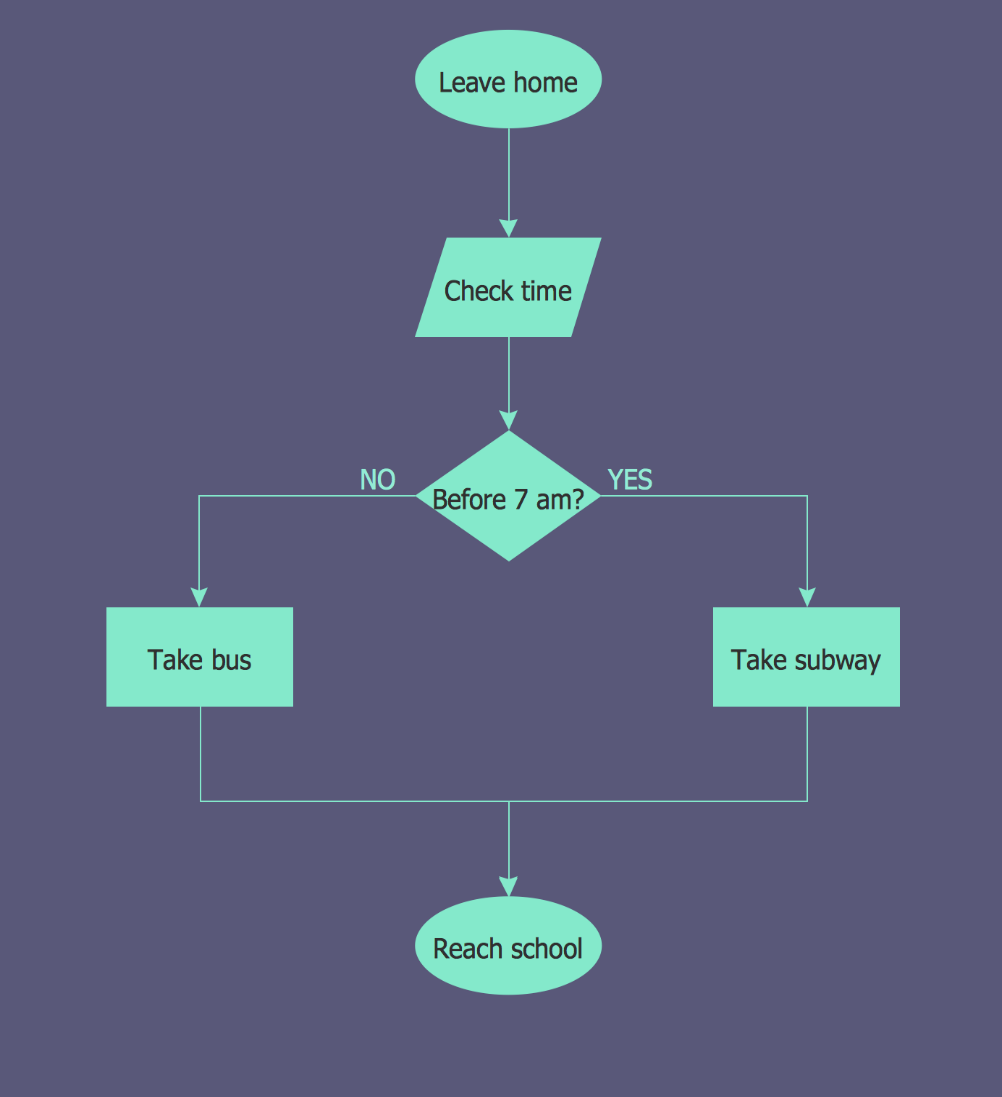 Leave home
Check time
NO
YES
Before 7 am?
Take bus
Take subway
Reach school